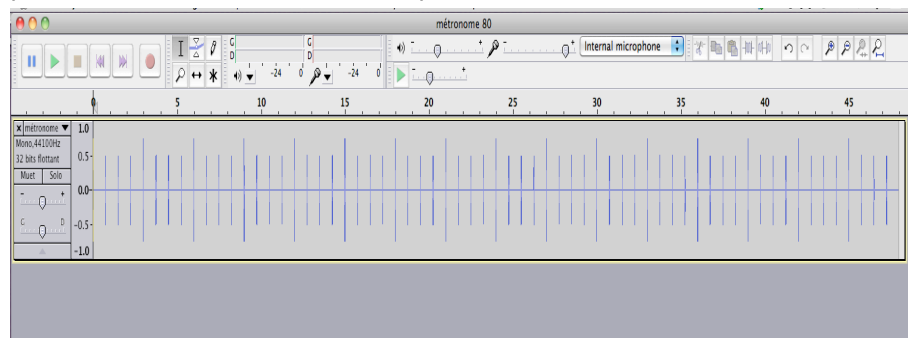 métronome 80
G
D
G
D
-24 0
-24 0
- +
- +
Internal microphone
- +
0 5 10 15 20 25 30 35 40 45
x métronome ▼ 1.0
Mono,44100Hz
32 bits flottant 0.5-
Muet Solo
- + 0.0-
G D -0.5-
-1.0